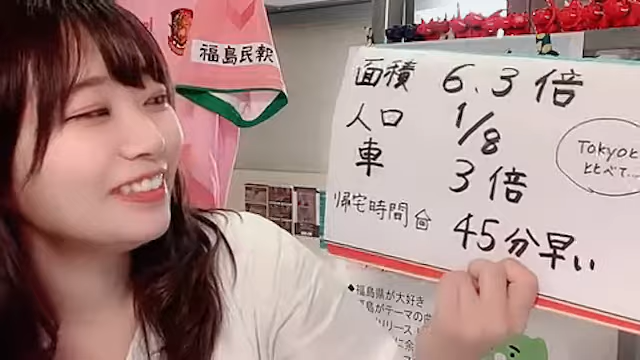 福島民報
面積 6.3倍
人口 1/8
車 3倍
帰宅時間 45分早い
Tokyoと
比べて...
◆福島県が大好き